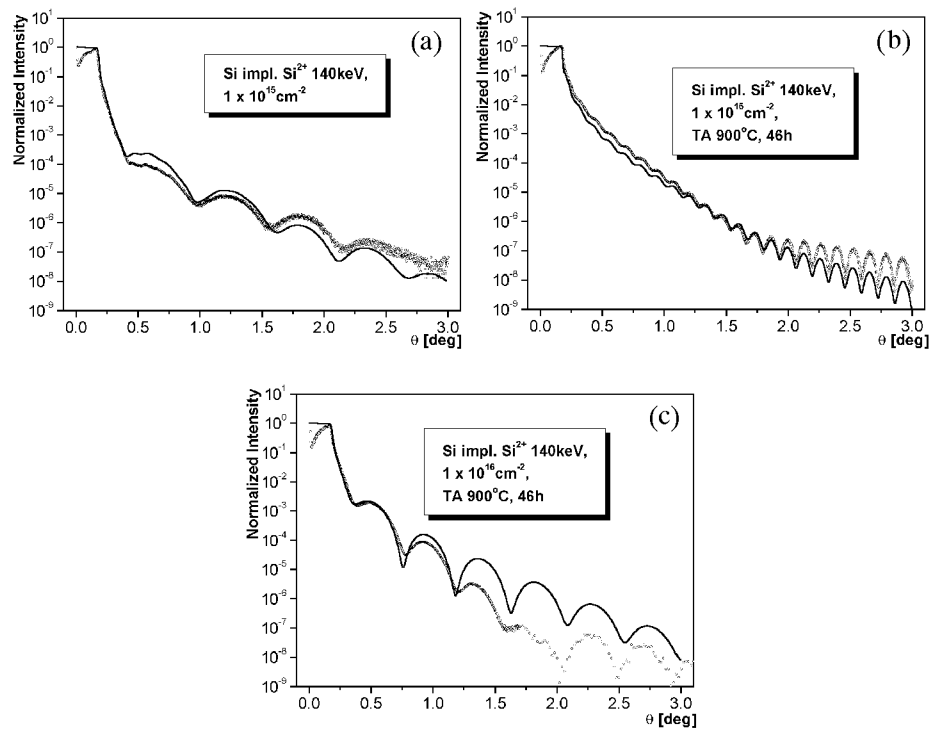 (a)
Normalized Intensity
10¹
10⁰
10⁻¹
10⁻²
10⁻³
10⁻⁴
10⁻⁵
10⁻⁶
10⁻⁷
10⁻⁸
10⁻⁹
Si impl. Si²⁺ 140keV,
1 x 10¹⁵cm⁻²
0.0 0.5 1.0 1.5 2.0 2.5 3.0
θ [deg]
(b)
Normalized Intensity
10¹
10⁰
10⁻¹
10⁻²
10⁻³
10⁻⁴
10⁻⁵
10⁻⁶
10⁻⁷
10⁻⁸
10⁻⁹
Si impl. Si²⁺ 140keV,
1 x 10¹⁵cm⁻²,
TA 900°C, 46h
0.0 0.5 1.0 1.5 2.0 2.5 3.0
θ [deg]
(c)
Normalized Intensity
10¹
10⁰
10⁻¹
10⁻²
10⁻³
10⁻⁴
10⁻⁵
10⁻⁶
10⁻⁷
10⁻⁸
10⁻⁹
Si impl. Si²⁺ 140keV,
1 x 10¹⁶cm⁻²,
TA 900°C, 46h
0.0 0.5 1.0 1.5 2.0 2.5 3.0
θ [deg]